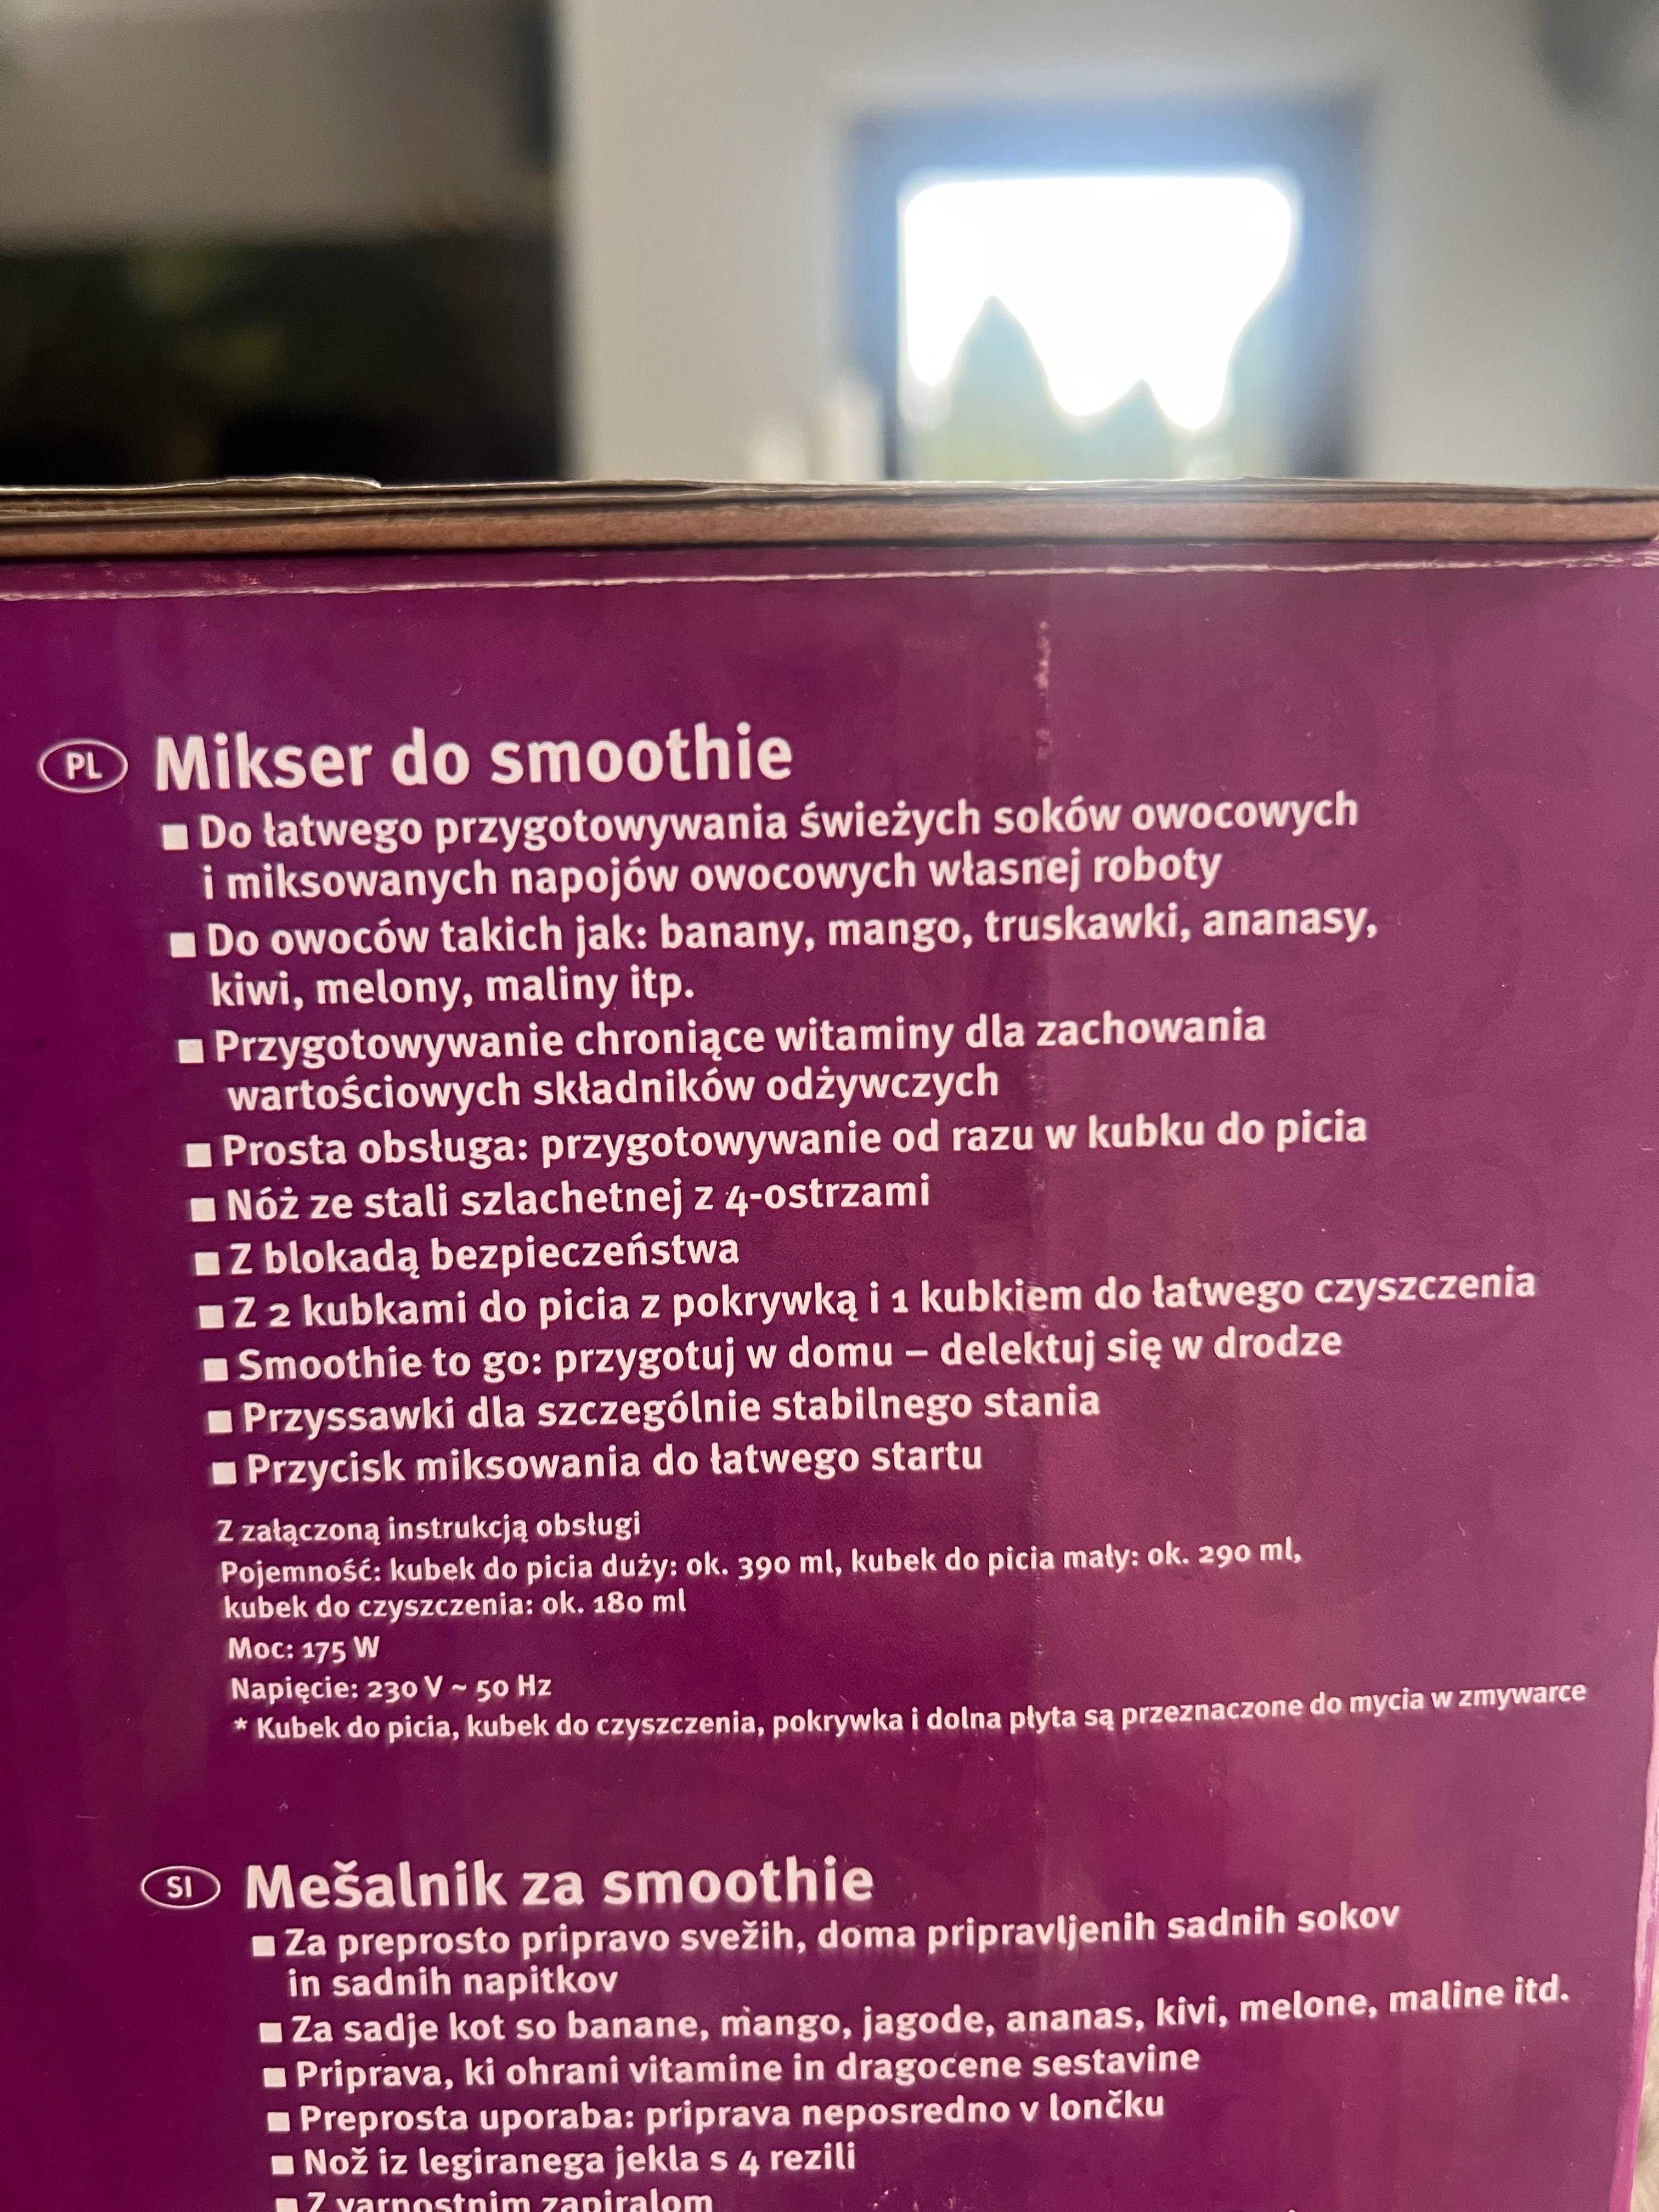 PL Mikser do smoothie
■ Do łatwego przygotowywania świeżych soków owocowych
i miksowanych napojów owocowych własnej roboty
■ Do owoców takich jak: banany, mango, truskawki, ananasy,
kiwi, melony, maliny itp.
■ Przygotowywanie chroniące witaminy dla zachowania
wartościowych składników odżywczych
■ Prosta obsługa: przygotowywanie od razu w kubku do picia
■ Nóż ze stali szlachetnej z 4-ostrzami
■ Z blokadą bezpieczeństwa
■ Z 2 kubkami do picia z pokrywką i 1 kubkiem do łatwego czyszczenia
■ Smoothie to go: przygotuj w domu – delektuj się w drodze
■ Przyssawki dla szczególnie stabilnego stania
■ Przycisk miksowania do łatwego startu
Z załączoną instrukcją obsługi
Pojemność: kubek do picia duży: ok. 390 ml, kubek do picia mały: ok. 290 ml,
kubek do czyszczenia: ok. 180 ml
Moc: 175 W
Napięcie: 230 V ~ 50 Hz
* Kubek do picia, kubek do czyszczenia, pokrywka i dolna płyta są przeznaczone do mycia w zmywarce
SI Mešalnik za smoothie
■ Za preprosto pripravo svežih, doma pripravljenih sadnih sokov
in sadnih napitkov
■ Za sadje kot so banane, mango, jagode, ananas, kivi, melone, maline itd.
■ Priprava, ki ohrani vitamine in dragocene sestavine
■ Preprosta uporaba: priprava neposredno v lončku
■ Nož iz legiranega jekla s 4 rezili
■ Z varnostnim zapiralom